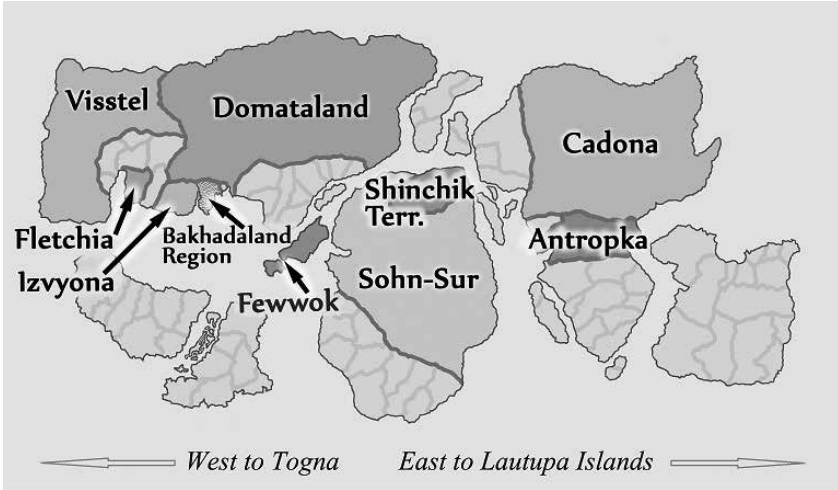 Visstel
Domataland
Cadona
Shinchik
Terr.
Fletchia
Bakhadaland
Region
Antropka
Izvyona
Sohn-Sur
Fewwok
West to Togna
East to Lautupa Islands